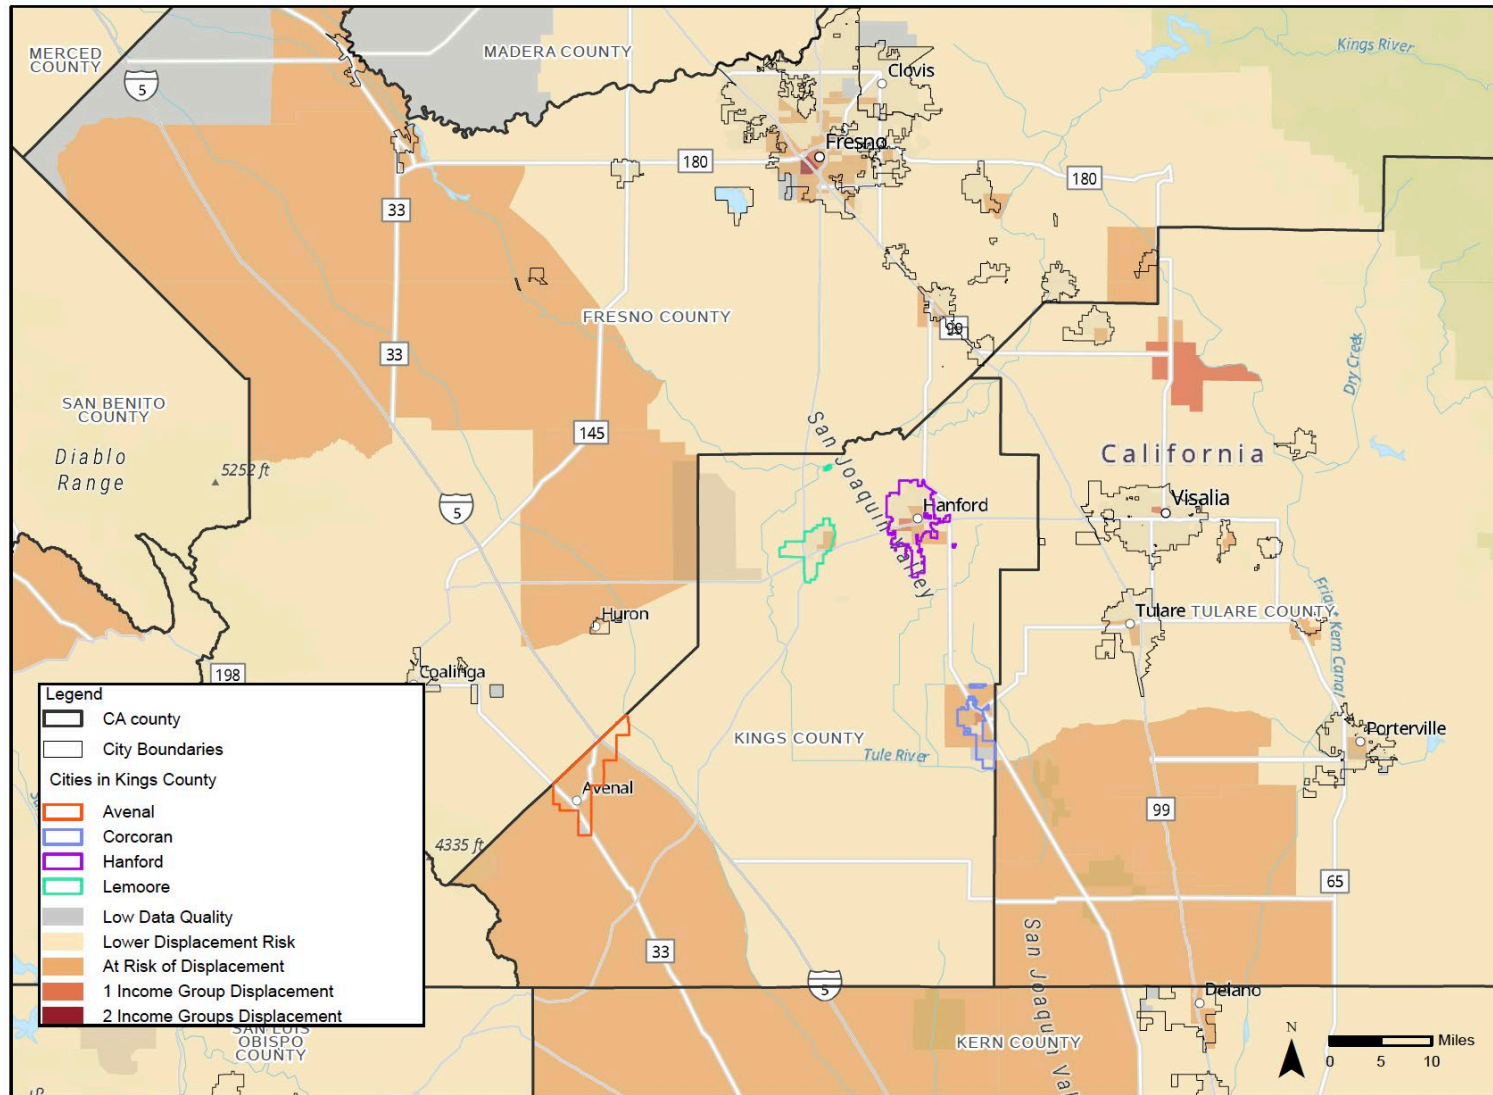 MERCED
COUNTY
MADERA COUNTY
Kings River
5
Clovis
Fresno
180
180
33
FRESNO COUNTY
99
33
Dry Creek
SAN BENITO
COUNTY
Diablo
Range
5252 ft
145
San Joaquin Valley
California
5
Hanford
Visalia
Huron
Tulare
TULARE COUNTY
Friant Kern Canal
198
Coalinga
KINGS COUNTY
Tule River
Porterville
Avenal
99
4335 ft
65
33
San Joaquin Val
5
Delano
KERN COUNTY
SAN LUIS
OBISPO
COUNTY
Legend
CA county
City Boundaries
Cities in Kings County
Avenal
Corcoran
Hanford
Lemoore
Low Data Quality
Lower Displacement Risk
At Risk of Displacement
1 Income Group Displacement
2 Income Groups Displacement
N
Miles
0 5 10